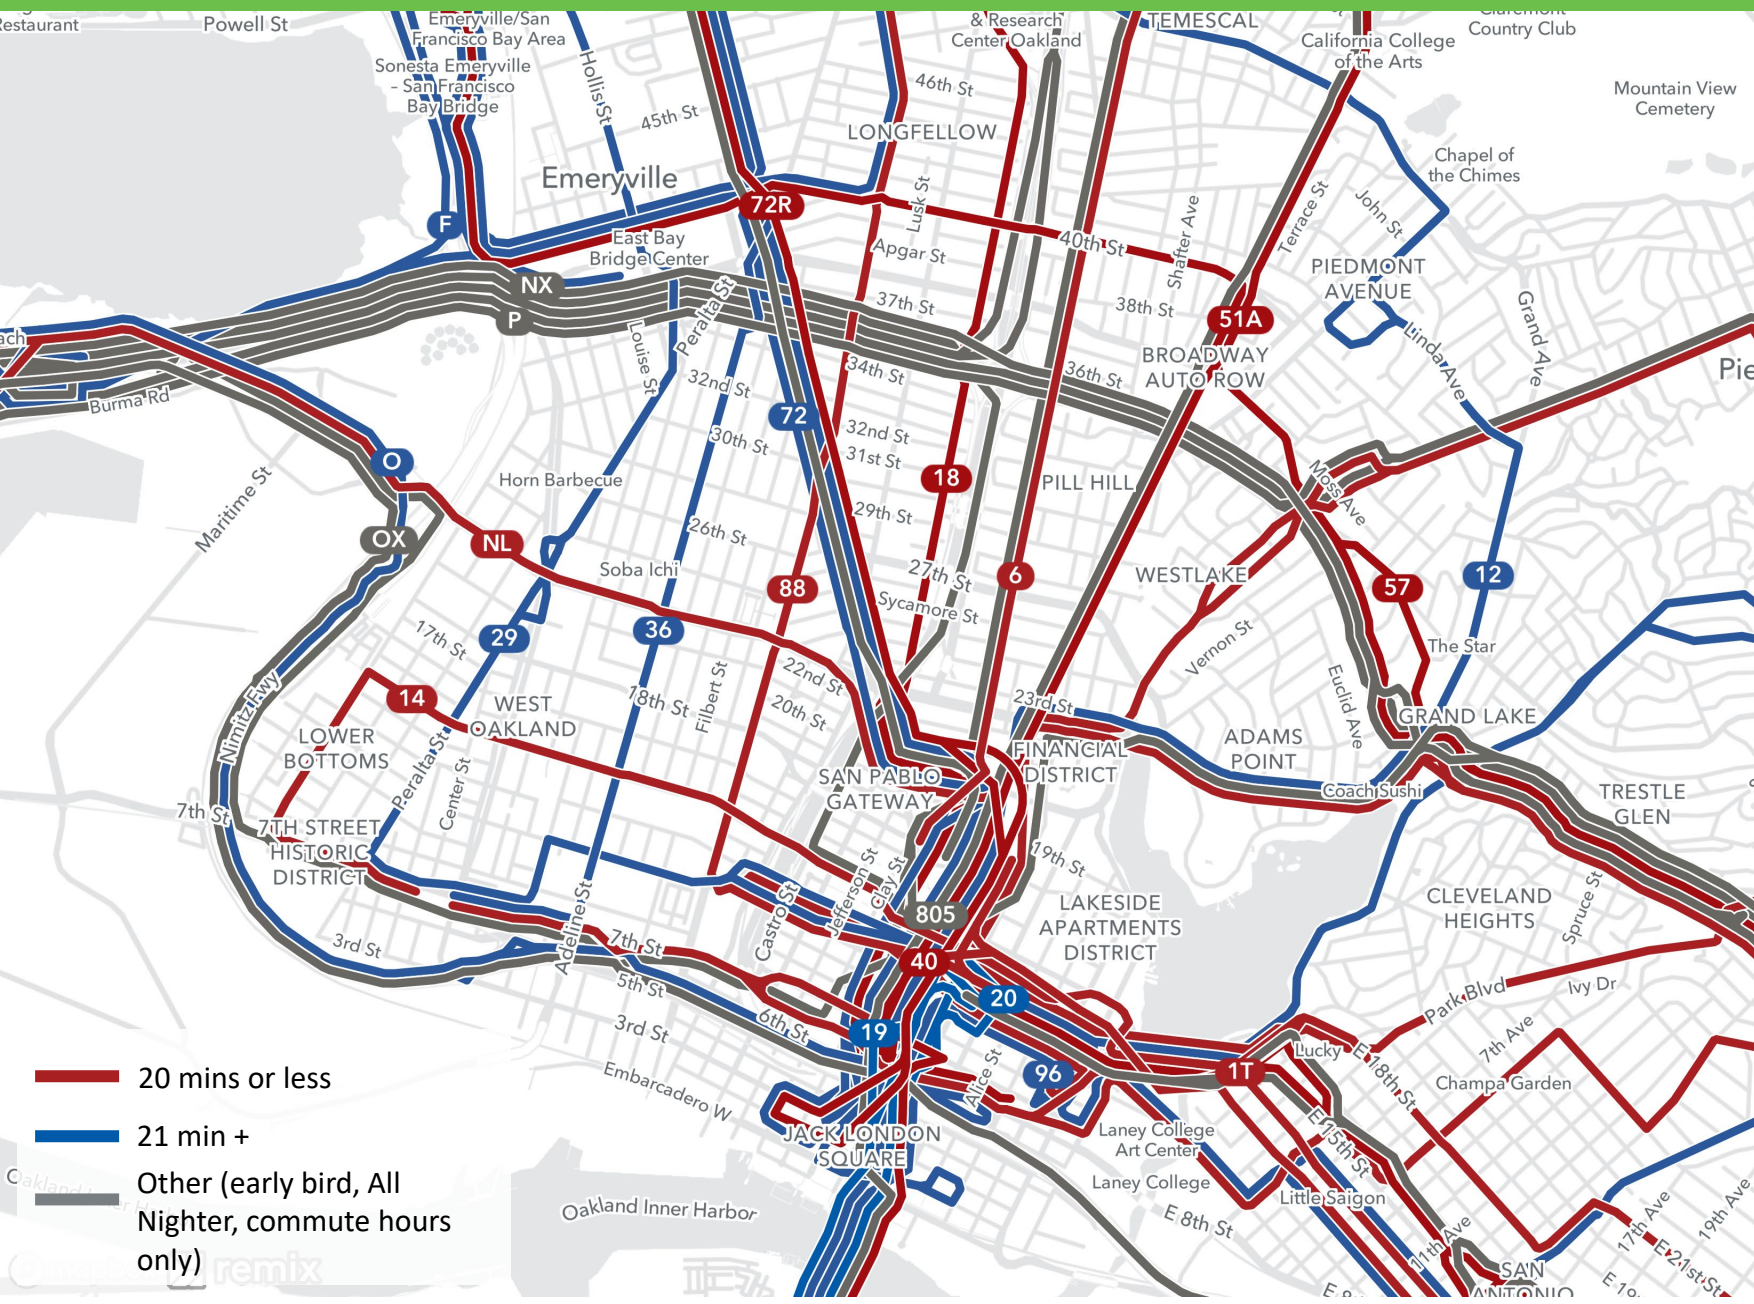 Restaurant
Powell St
Emeryville/San
Francisco Bay Area
Sonesta Emeryville
- San Francisco
Bay Bridge
Hollis St
45th St
46th St
& Research
Center Oakland
TEMESCAL
California College
of the Arts
Claremont
Country Club
Mountain View
Cemetery
LONGFELLOW
Emeryville
Chapel of
the Chimes
72R
F
Lusk St
Shafter Ave
Terrace St
John St
East Bay
Bridge Center
Apgar St
40th St
PIEDMONT
AVENUE
NX
P
37th St
38th St
51A
Grand Ave
Peralta St
Louise St
Linda Ave
BROADWAY
AUTO ROW
34th St
36th St
32nd St
Pie
Burma Rd
72
32nd St
30th St
31st St
O
Horn Barbecue
18
PILL HILL
Moss Ave
Maritime St
29th St
26th St
OX
NL
Soba Ichi
27th St
6
WESTLAKE
57
12
88
Sycamore St
29
36
17th St
Vernon St
The Star
22nd St
Filbert St
18th St
20th St
14
23rd St
Euclid Ave
GRAND LAKE
WEST
OAKLAND
LOWER
BOTTOMS
Nimitz Fwy
Peralta St
Center St
FINANCIAL
DISTRICT
ADAMS
POINT
SAN PABLO
GATEWAY
Coach Sushi
TRESTLE
GLEN
7th St
7TH STREET
HISTORIC
DISTRICT
19th St
Jefferson St
Clay St
Castro St
Adeline St
805
LAKESIDE
APARTMENTS
DISTRICT
CLEVELAND
HEIGHTS
Spruce St
3rd St
7th St
40
5th St
20
Park Blvd
Ivy Dr
6th St
19
3rd St
7th Ave
Lucky
E 18th St
Embarcadero W
Alice St
96
1T
Champa Garden
20 mins or less
21 min +
Other (early bird, All
Nighter, commute hours
only)
JACK LONDON
SQUARE
Laney College
Art Center
E 15th St
Laney College
Little Saigon
Oakland Inner Harbor
E 8th St
11th Ave
17th Ave
19th Ave
E 21st St
SAN
ANTONIO
remix